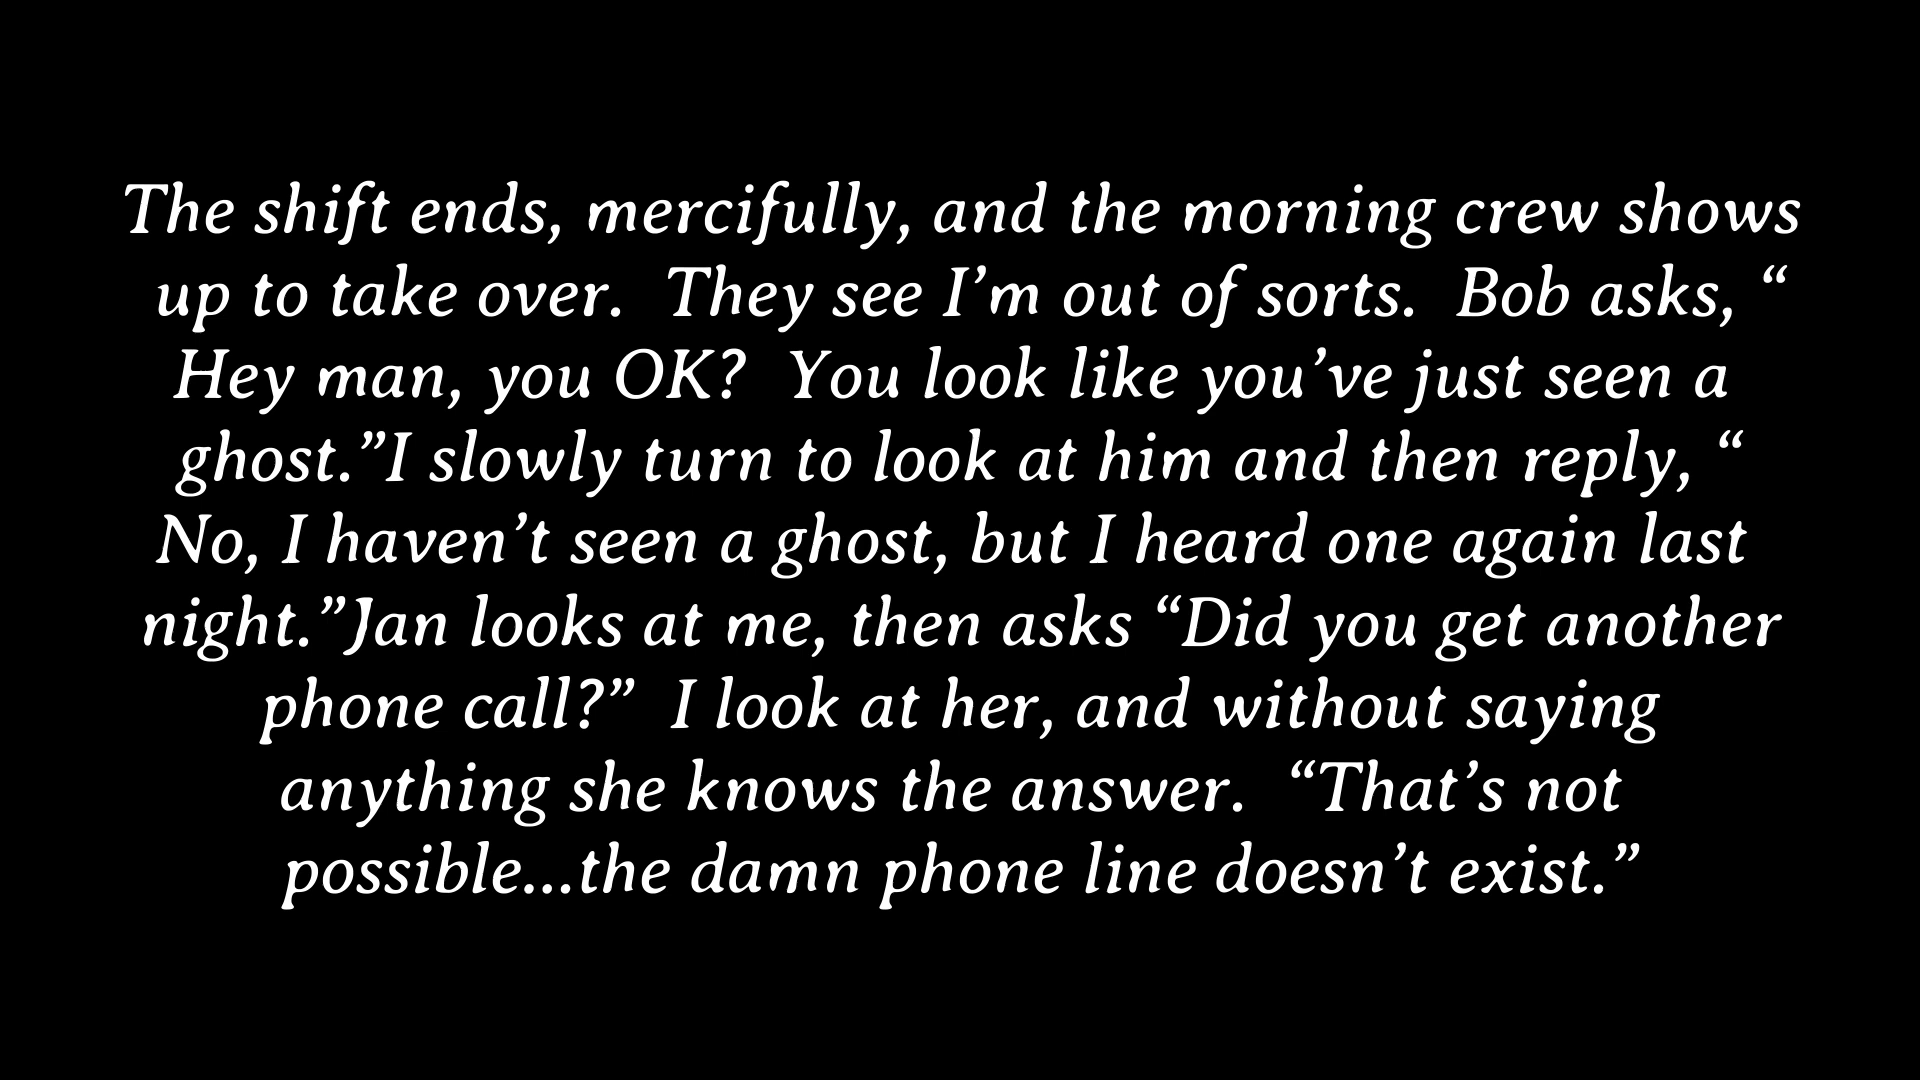 The shift ends, mercifully, and the morning crew shows
up to take over.  They see I’m out of sorts.  Bob asks, “
Hey man, you OK?  You look like you’ve just seen a
ghost.”I slowly turn to look at him and then reply, “
No, I haven’t seen a ghost, but I heard one again last
night.”Jan looks at me, then asks “Did you get another
phone call?”  I look at her, and without saying
anything she knows the answer.  “That’s not
possible...the damn phone line doesn’t exist.”